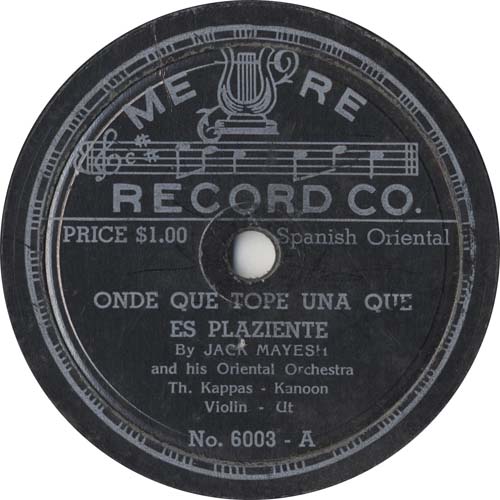 ME RE
RECORD CO.
PRICE $1.00 Spanish Oriental
ONDE QUE TOPE UNA QUE
ES PLAZIENTE
By JACK MAYESH
and his Oriental Orchestra
Th. Kappas - Kanoon
Violin - Ut
No. 6003 - A